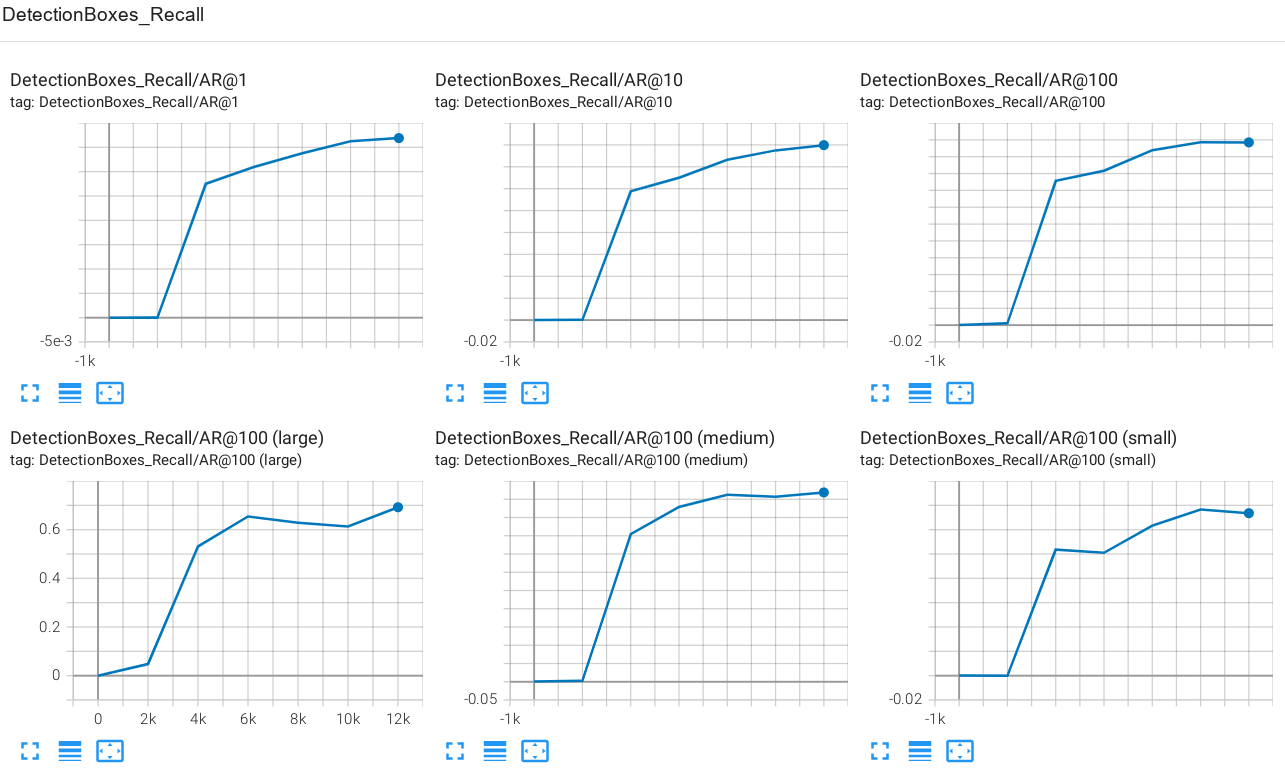 DetectionBoxes_Recall
DetectionBoxes_Recall/AR@1
tag: DetectionBoxes_Recall/AR@1
-5e-3
-1k
DetectionBoxes_Recall/AR@10
tag: DetectionBoxes_Recall/AR@10
-0.02
-1k
DetectionBoxes_Recall/AR@100
tag: DetectionBoxes_Recall/AR@100
-0.02
-1k
DetectionBoxes_Recall/AR@100 (large)
tag: DetectionBoxes_Recall/AR@100 (large)
0.6
0.4
0.2
0
0 2k 4k 6k 8k 10k 12k
DetectionBoxes_Recall/AR@100 (medium)
tag: DetectionBoxes_Recall/AR@100 (medium)
-0.05
-1k
DetectionBoxes_Recall/AR@100 (small)
tag: DetectionBoxes_Recall/AR@100 (small)
-0.02
-1k